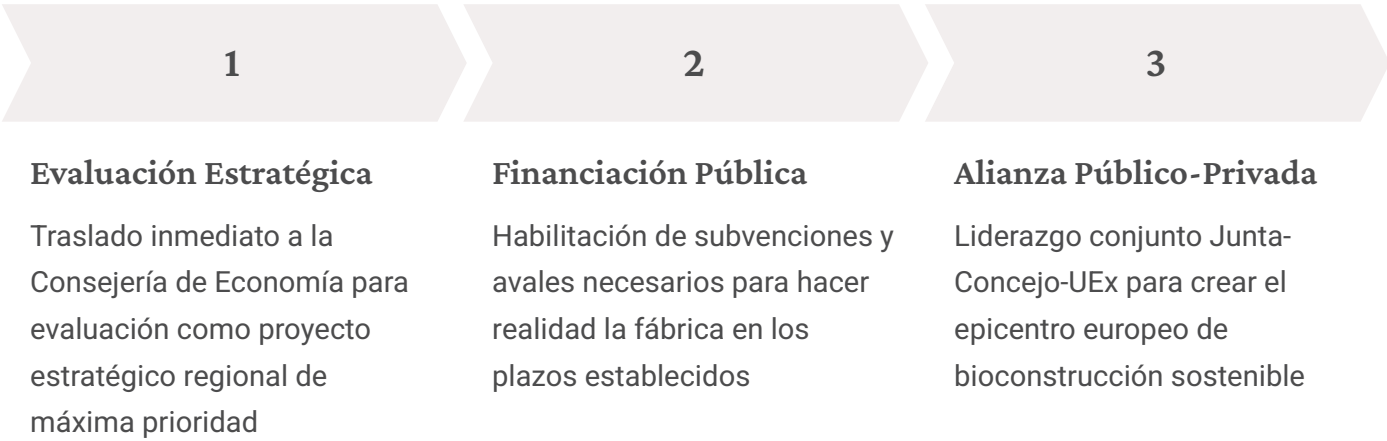 1
2
3
Evaluación Estratégica
Traslado inmediato a la
Consejería de Economía para
evaluación como proyecto
estratégico regional de
máxima prioridad
Financiación Pública
Habilitación de subvenciones y
avales necesarios para hacer
realidad la fábrica en los
plazos establecidos
Alianza Público-Privada
Liderazgo conjunto Junta-
Concejo-UEx para crear el
epicentro europeo de
bioconstrucción sostenible